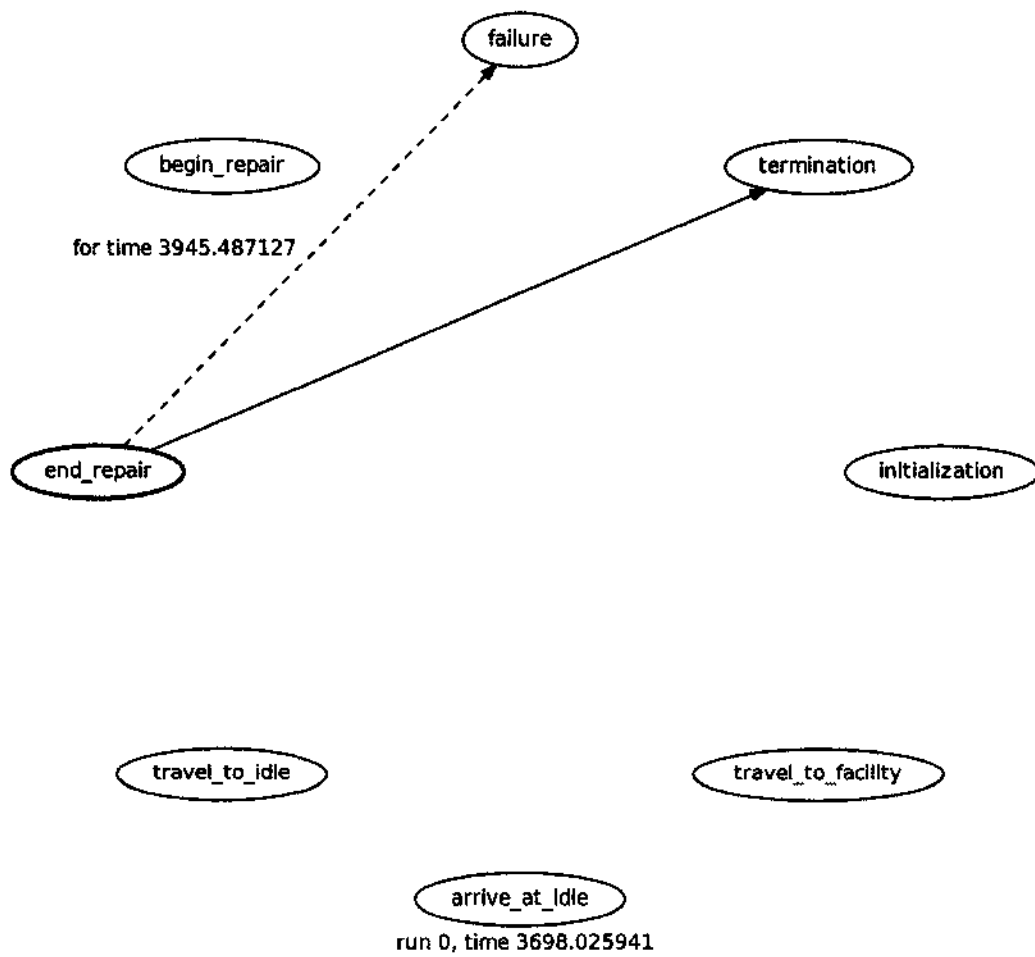 failure
begin_repair
termination
for time 3945.487127
end_repair
initialization
travel_to_idle
travel_to_facility
arrive_at_idle
run 0, time 3698.025941